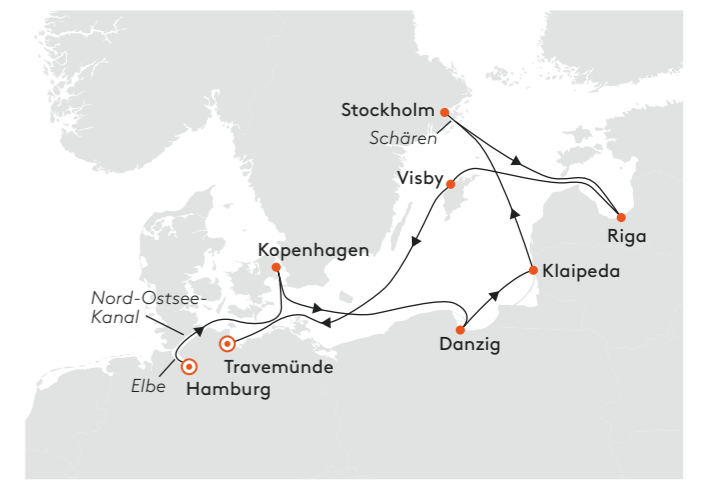 Stockholm
Schären
Visby
Riga
Kopenhagen
Klaipeda
Nord-Ostsee-
Kanal
Danzig
Travemünde
Elbe
Hamburg